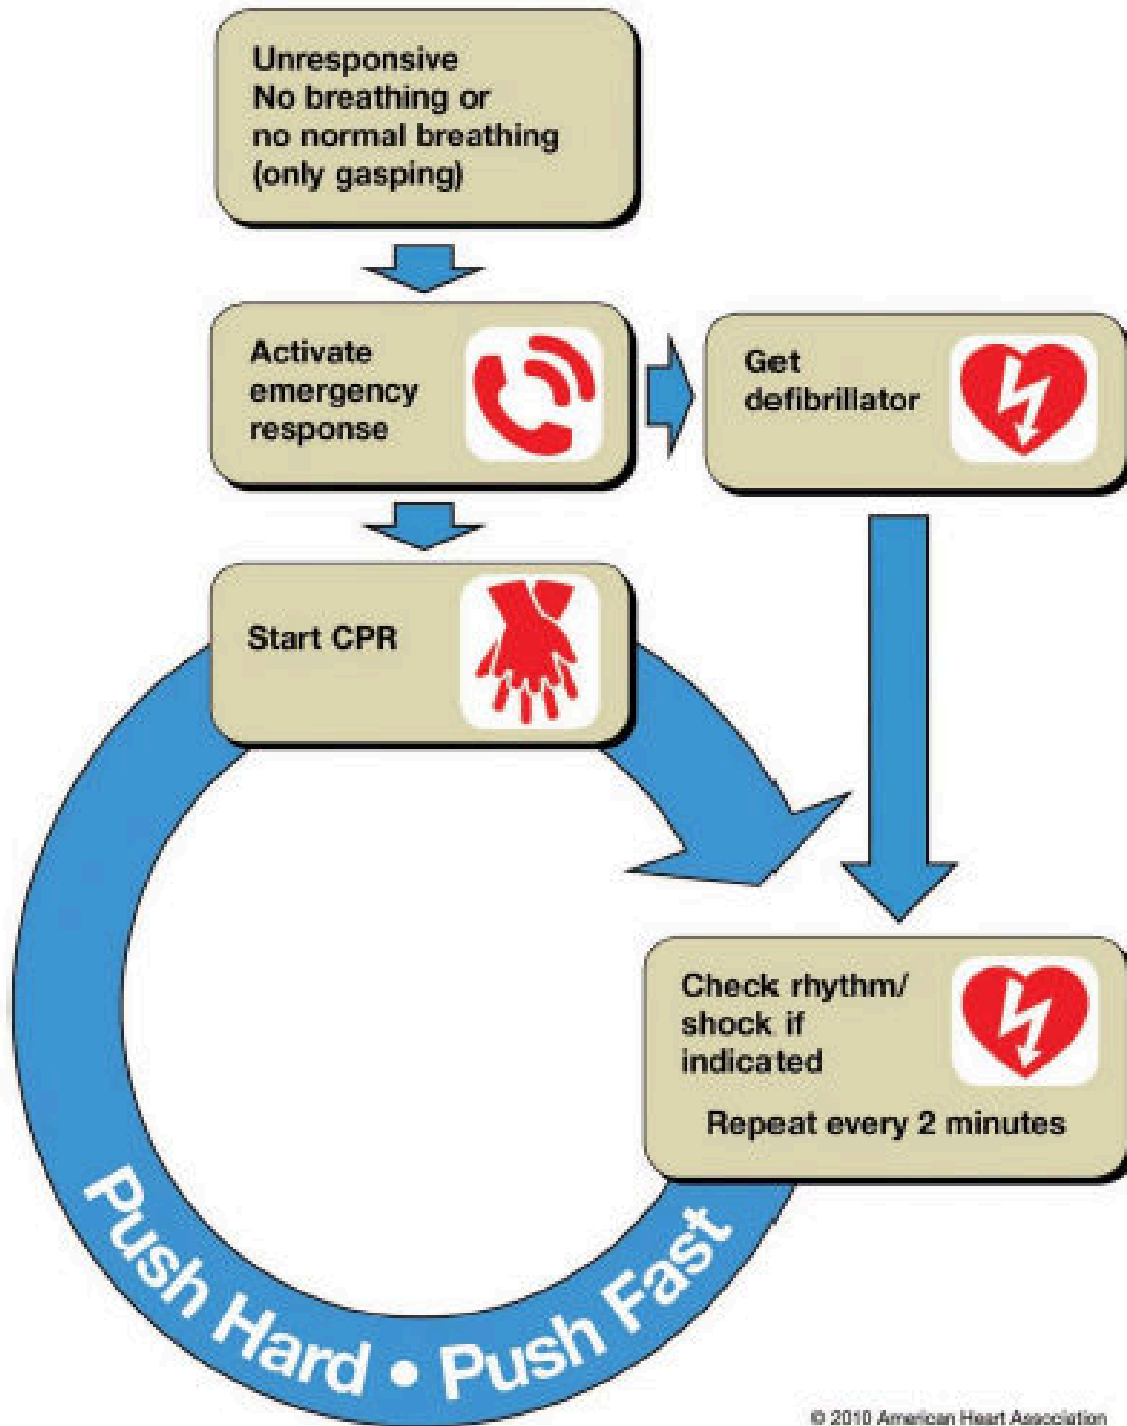 Unresponsive
No breathing or
no normal breathing
(only gasping)
Activate
emergency
response
Get
defibrillator
Start CPR
Check rhythm/
shock if
indicated
Repeat every 2 minutes
Push Hard • Push Fast
© 2010 American Heart Association